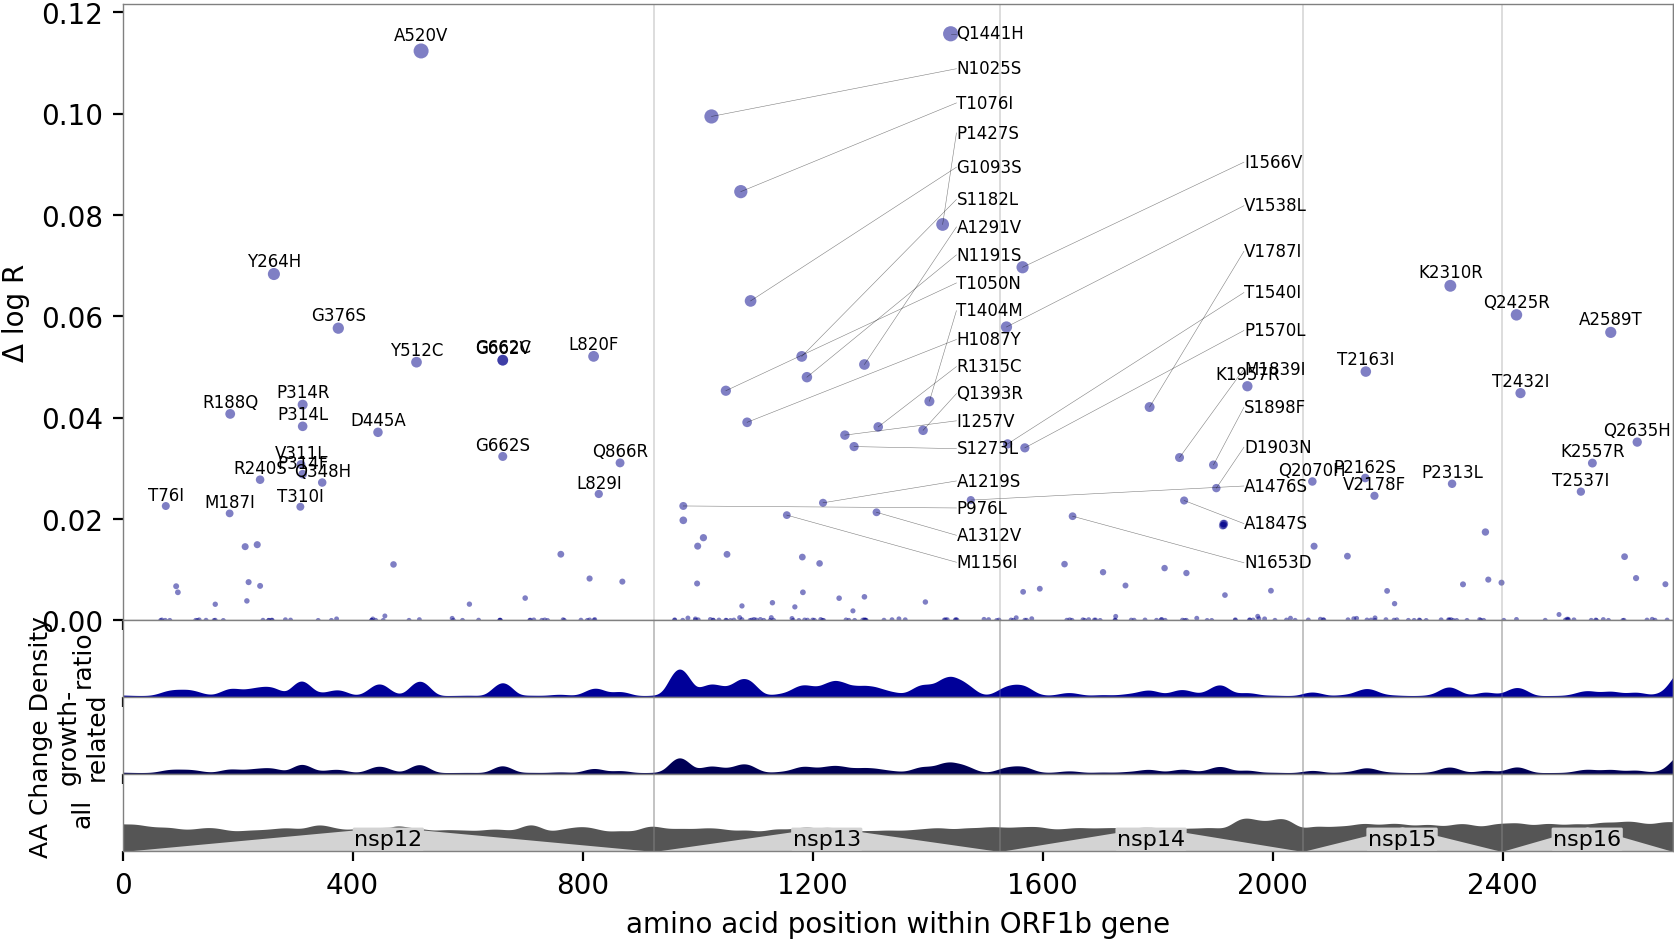 0.12
0.10
0.08
0.06
0.04
0.02
0.00
Δ log R
A520V
Q1441H
N1025S
T1076I
P1427S
G1093S
S1182L
A1291V
N1191S
T1050N
T1404M
H1087Y
R1315C
Q1393R
I1257V
S1273L
A1219S
P976L
A1312V
M1156I
I1566V
V1538L
V1787I
T1540I
P1570L
M1839I
K1957R
S1898F
D1903N
Q2070H
A1476S
A1847S
N1653D
Y264H
G376S
Y512C
G662C
L820F
R188Q
P314R
P314L
D445A
V311L
P314F
R240S
Q348H
T310I
T76I
M187I
G662S
Q866R
L829I
K2310R
Q2425R
A2589T
T2163I
T2432I
Q2635H
K2557R
P2162S
V2178F
P2313L
T2537I
AA Change Density
ratio
growth-
related
all
nsp12
nsp13
nsp14
nsp15
nsp16
0
400
800
1200
1600
2000
2400
amino acid position within ORF1b gene